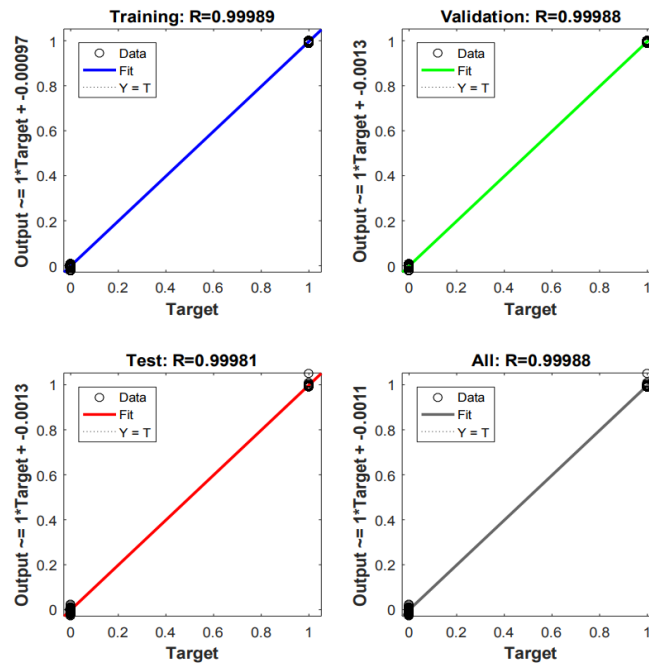 Training: R=0.99989
Output ~= 1*Target + -0.00097
1
0.8
0.6
0.4
0.2
0
Data
Fit
Y = T
0 0.2 0.4 0.6 0.8 1
Target
Validation: R=0.99988
Output ~= 1*Target + -0.0013
1
0.8
0.6
0.4
0.2
0
Data
Fit
Y = T
0 0.2 0.4 0.6 0.8 1
Target
Test: R=0.99981
Output ~= 1*Target + -0.0013
1
0.8
0.6
0.4
0.2
0
Data
Fit
Y = T
0 0.2 0.4 0.6 0.8 1
Target
All: R=0.99988
Output ~= 1*Target + -0.0011
1
0.8
0.6
0.4
0.2
0
Data
Fit
Y = T
0 0.2 0.4 0.6 0.8 1
Target